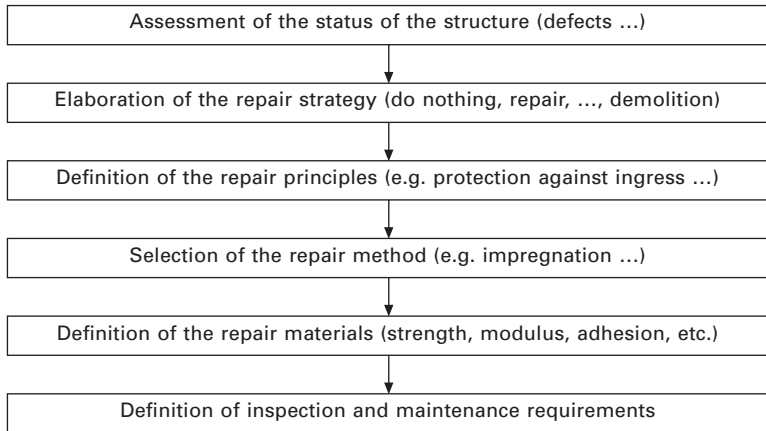 Assessment of the status of the structure (defects …)
Elaboration of the repair strategy (do nothing, repair, …, demolition)
Definition of the repair principles (e.g. protection against ingress …)
Selection of the repair method (e.g. impregnation …)
Definition of the repair materials (strength, modulus, adhesion, etc.)
Definition of inspection and maintenance requirements